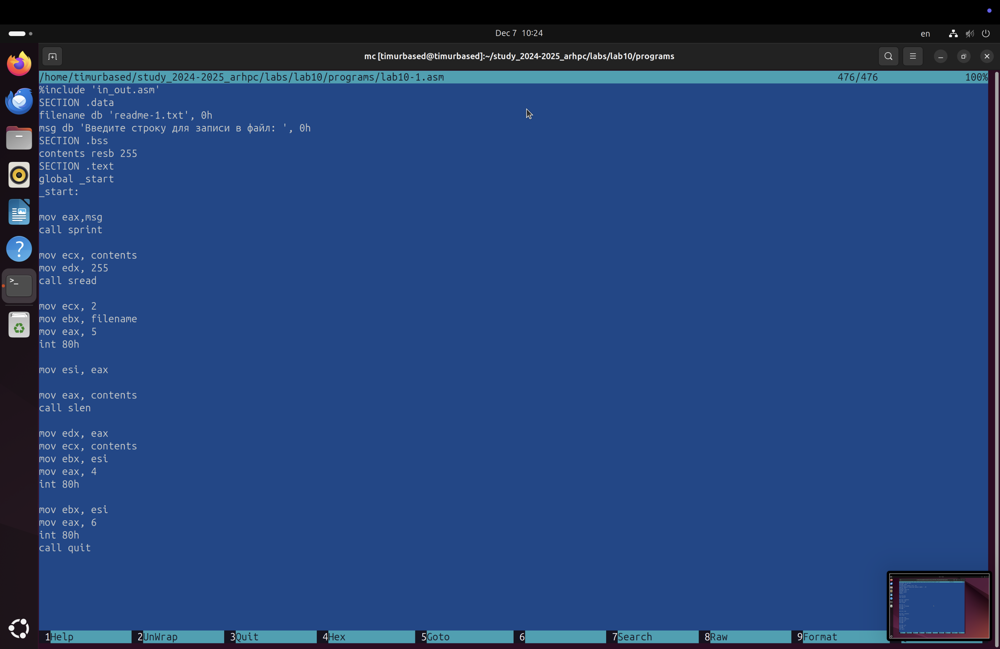 Dec 7 10:24
en
mc [timurbased@timurbased]:~/study_2024-2025_arhpc/labs/lab10/programs
/home/timurbased/study_2024-2025_arhpc/labs/lab10/programs/lab10-1.asm 476/476 100%
%include 'in_out.asm'
SECTION .data
filename db 'readme-1.txt', 0h
msg db 'Введите строку для записи в файл: ', 0h
SECTION .bss
contents resb 255
SECTION .text
global _start
_start:
mov eax,msg
call sprint
mov ecx, contents
mov edx, 255
call sread
mov ecx, 2
mov ebx, filename
mov eax, 5
int 80h
mov esi, eax
mov eax, contents
call slen
mov edx, eax
mov ecx, contents
mov ebx, esi
mov eax, 4
int 80h
mov ebx, esi
mov eax, 6
int 80h
call quit
1Help 2UnWrap 3Quit 4Hex 5Goto 6 7Search 8Raw 9Format